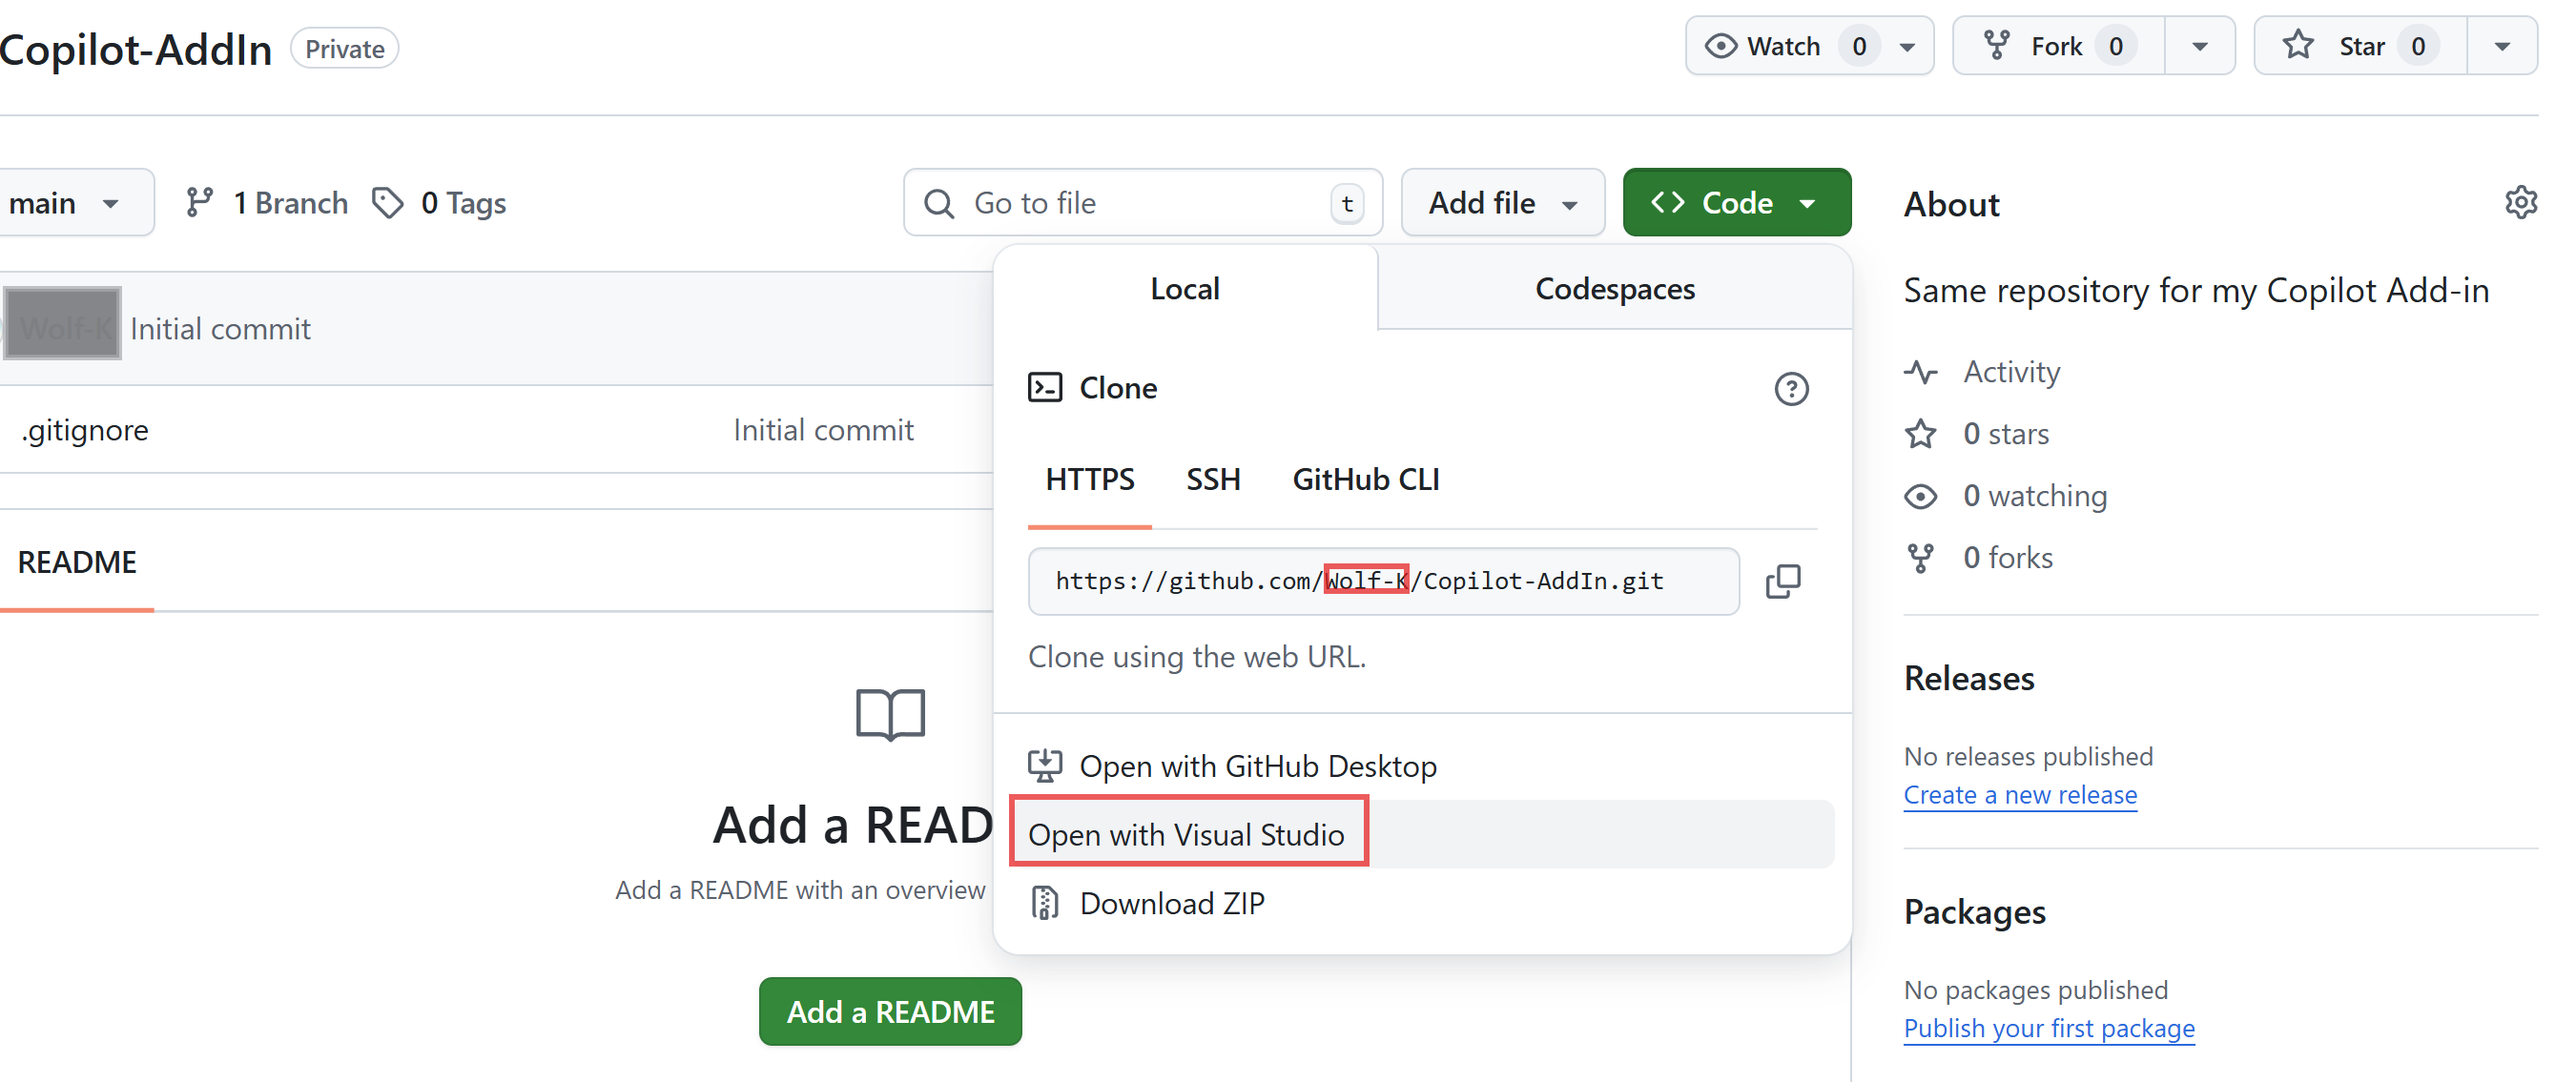 Copilot-AddIn Private
Watch 0
Fork 0
Star 0
main
1 Branch
0 Tags
Go to file
t
Add file
Code
Wolf-K Initial commit
.gitignore Initial commit
README
Add a READ
Add a README with an overview
Add a README
Local
Codespaces
Clone
HTTPS SSH GitHub CLI
https://github.com/Wolf-K/Copilot-AddIn.git
Clone using the web URL.
Open with GitHub Desktop
Open with Visual Studio
Download ZIP
About
Same repository for my Copilot Add-in
Activity
0 stars
0 watching
0 forks
Releases
No releases published
Create a new release
Packages
No packages published
Publish your first package